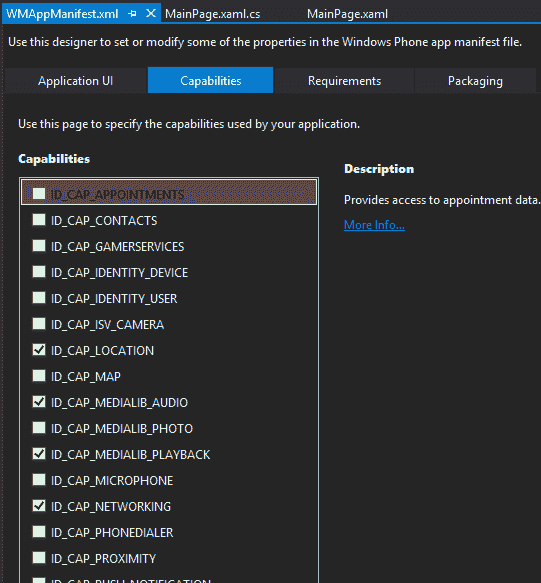 WMAppManifest.xml MainPage.xaml.cs MainPage.xaml
Use this designer to set or modify some of the properties in the Windows Phone app manifest file.
Application UI Capabilities Requirements Packaging
Use this page to specify the capabilities used by your application.
Capabilities
ID_CAP_APPOINTMENTS
ID_CAP_CONTACTS
ID_CAP_GAMERSERVICES
ID_CAP_IDENTITY_DEVICE
ID_CAP_IDENTITY_USER
ID_CAP_ISV_CAMERA
ID_CAP_LOCATION
ID_CAP_MAP
ID_CAP_MEDIALIB_AUDIO
ID_CAP_MEDIALIB_PHOTO
ID_CAP_MEDIALIB_PLAYBACK
ID_CAP_MICROPHONE
ID_CAP_NETWORKING
ID_CAP_PHONEDIALER
ID_CAP_PROXIMITY
ID_CAP_PUSH_NOTIFICATION
Description
Provides access to appointment data.
More Info...